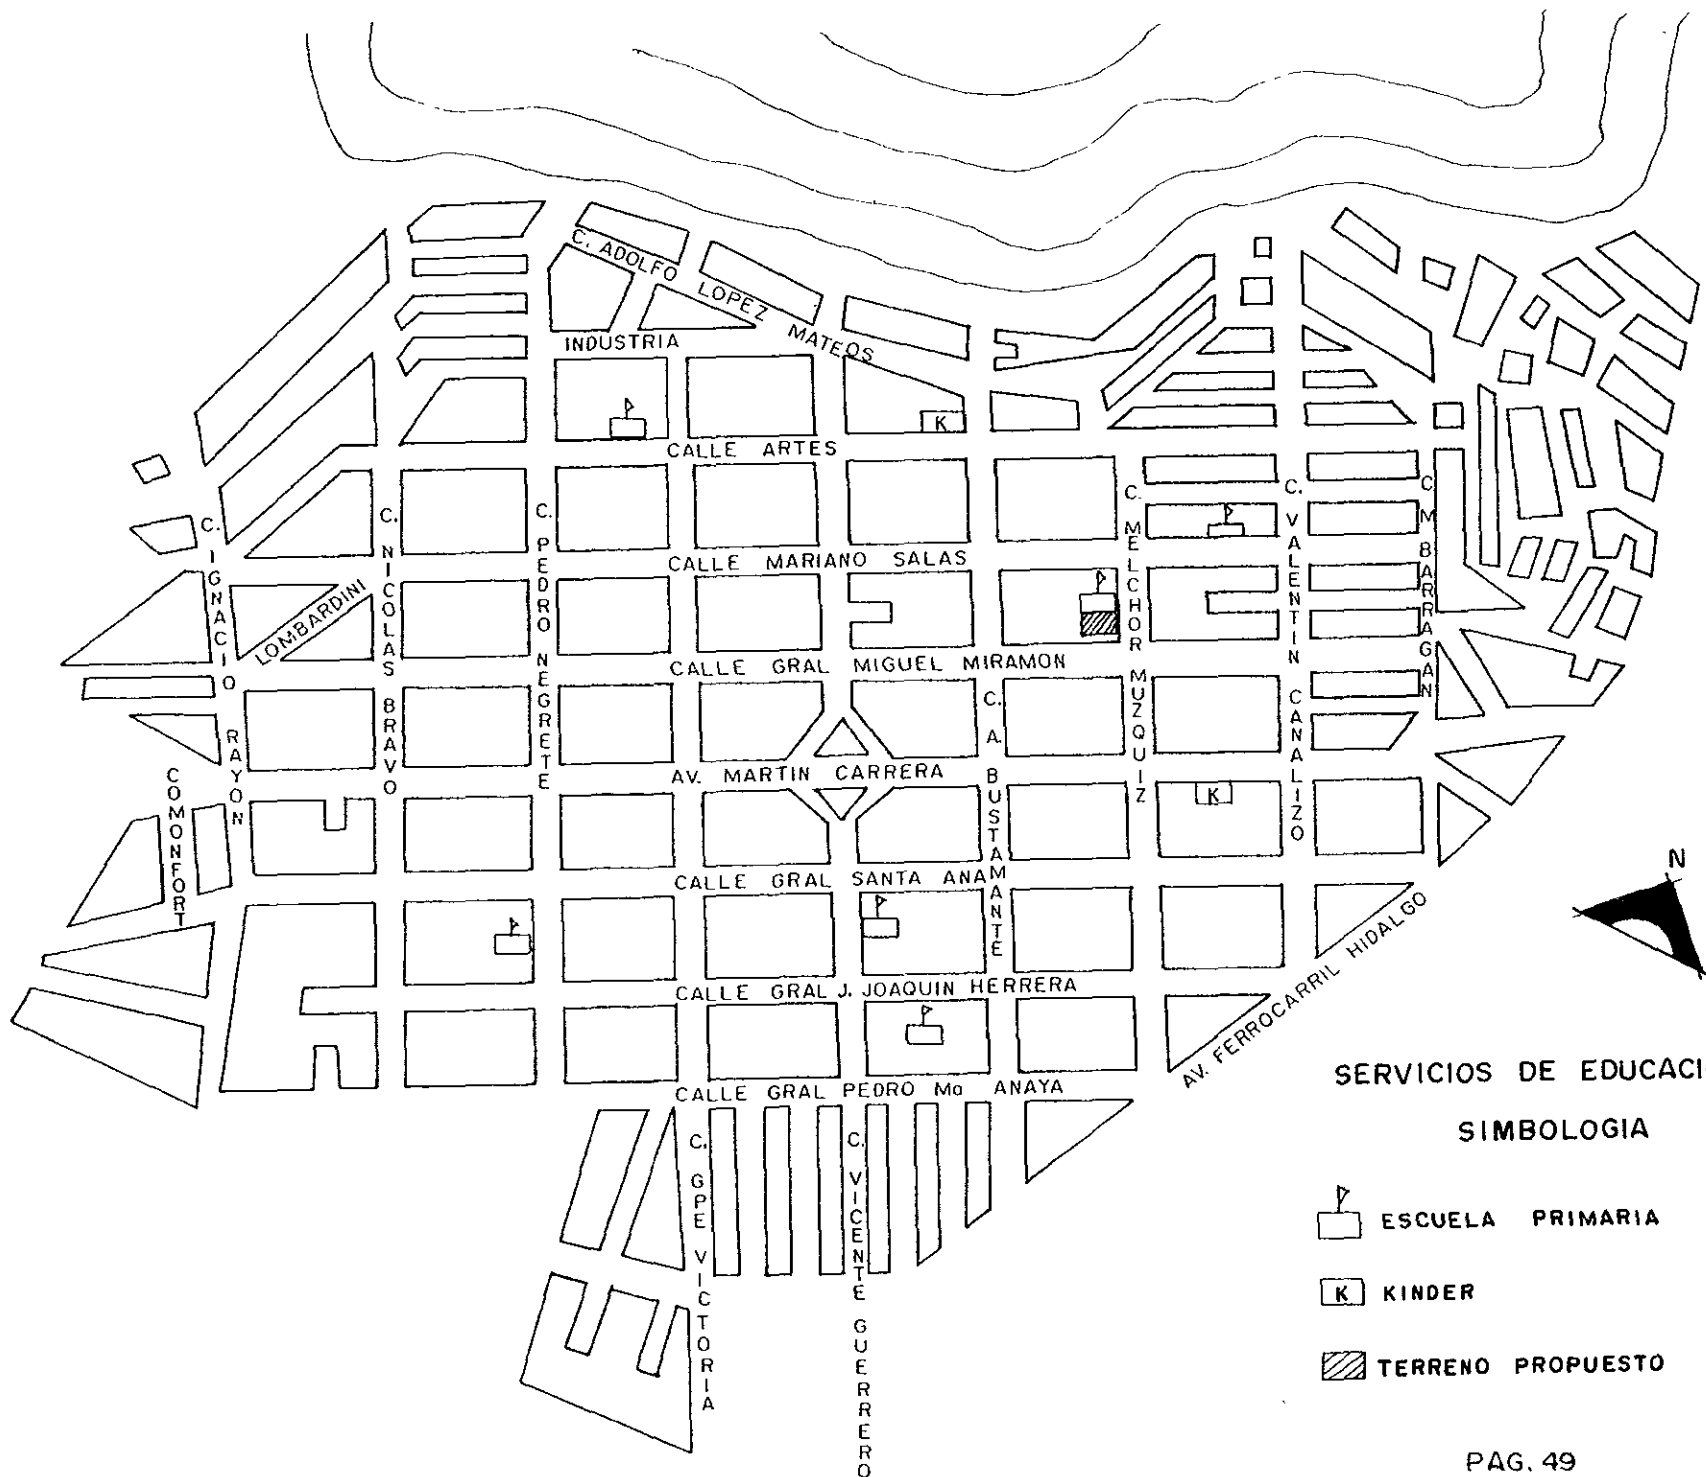 C. ADOLFO LOPEZ MATEOS
INDUSTRIA
K
CALLE ARTES
C. IGNACIO RAYON
C. NICOLAS BRAVO
C. PEDRO NEGRETE
C. MELCHOR MUZQUIZ
C. VALENTIN CANALIZO
C. M. BARRAGAN
CALLE MARIANO SALAS
LOMBARDINI
CALLE GRAL MIGUEL MIRAMON
C. A. BUSTAMANTE
COMONFORT
AV. MARTIN CARRERA
K
CALLE GRAL SANTA ANA
N
CALLE GRAL J. JOAQUIN HERRERA
AV. FERROCARRIL HIDALGO
CALLE GRAL PEDRO Ma ANAYA
C. GPE VICTORIA
C. VICENTE GUERRERO
SERVICIOS DE EDUCACI
SIMBOLOGIA
ESCUELA PRIMARIA
K KINDER
TERRENO PROPUESTO
PAG. 49